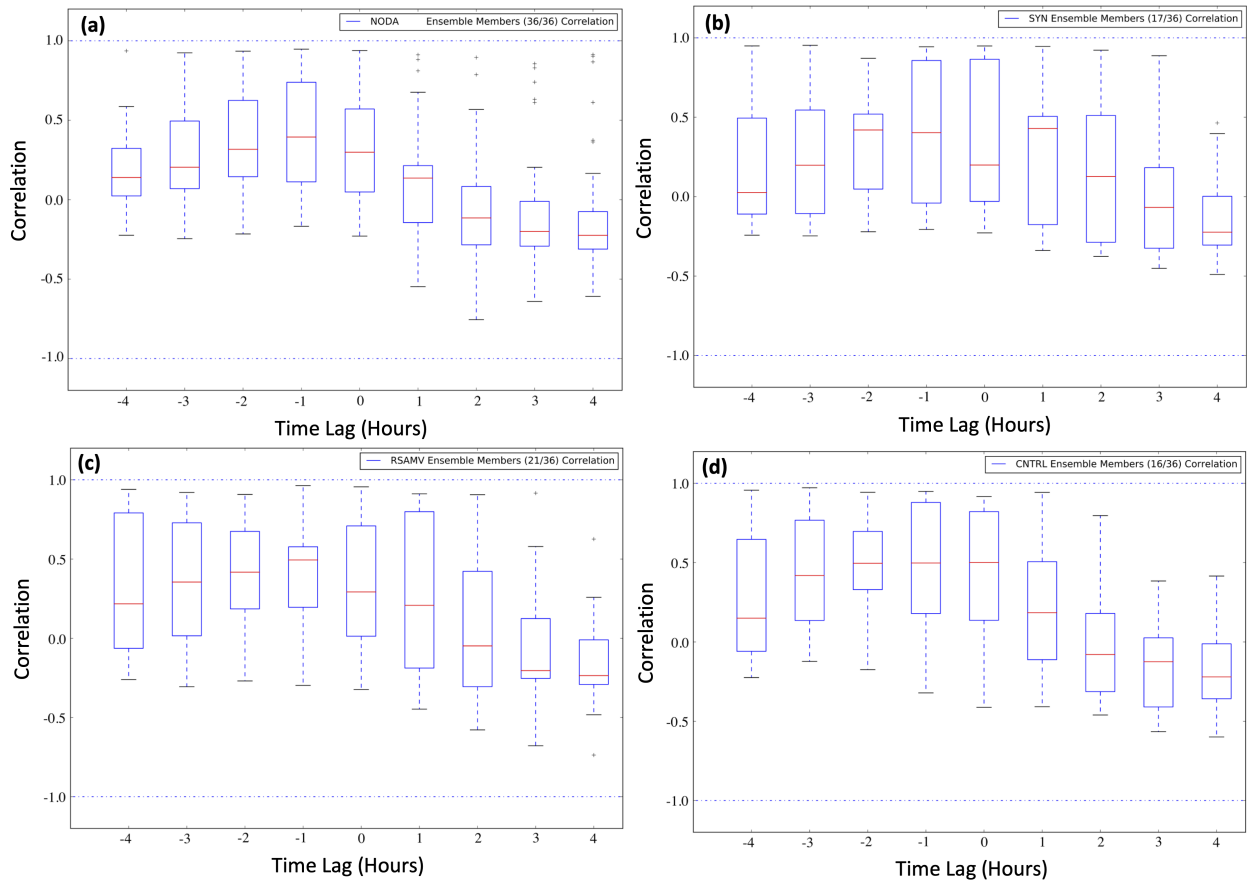 (a)
NODA Ensemble Members (36/36) Correlation
1.0
0.5
0.0
-0.5
-1.0
Correlation
-4 -3 -2 -1 0 1 2 3 4
Time Lag (Hours)
(b)
SYN Ensemble Members (17/36) Correlation
1.0
0.5
0.0
-0.5
-1.0
Correlation
-4 -3 -2 -1 0 1 2 3 4
Time Lag (Hours)
(c)
RSAMV Ensemble Members (21/36) Correlation
1.0
0.5
0.0
-0.5
-1.0
Correlation
-4 -3 -2 -1 0 1 2 3 4
Time Lag (Hours)
(d)
CNTRL Ensemble Members (16/36) Correlation
1.0
0.5
0.0
-0.5
-1.0
Correlation
-4 -3 -2 -1 0 1 2 3 4
Time Lag (Hours)